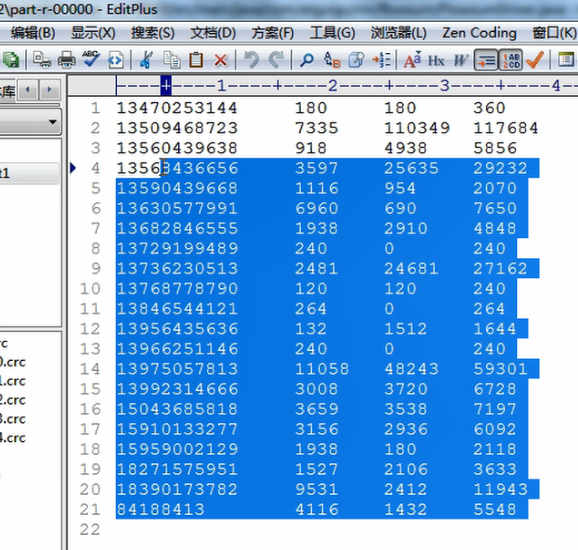 2\part-r-00000 - EditPlus
编辑(B) 显示(X) 搜索(S) 文档(D) 方案(F) 工具(G) 浏览器(L) Zen Coding 窗口(K)
本库
----+----1----+----2----+----3----+----4--
1 13470253144 180 180 360
2 13509468723 7335 110349 117684
3 13560439638 918 4938 5856
4 13568436656 3597 25635 29232
t1
5 13590439668 1116 954 2070
6 13630577991 6960 690 7650
7 13682846555 1938 2910 4848
8 13729199489 240 0 240
9 13736230513 2481 24681 27162
10 13768778790 120 120 240
11 13846544121 264 0 264
12 13956435636 132 1512 1644
13 13966251146 240 0 240
14 13975057813 11058 48243 59301
15 13992314666 3008 3720 6728
16 15043685818 3659 3538 7197
17 15910133277 3156 2936 6092
18 15959002129 1938 180 2118
19 18271575951 1527 2106 3633
20 18390173782 9531 2412 11943
21 84188413 4116 1432 5548
22
rc
0.crc
1.crc
2.crc
3.crc
4.crc